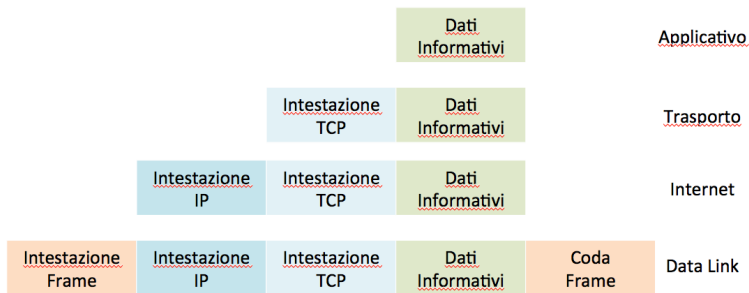 Dati
Informativi
Applicativo
Intestazione
TCP
Dati
Informativi
Trasporto
Intestazione
IP
Intestazione
TCP
Dati
Informativi
Internet
Intestazione
Frame
Intestazione
IP
Intestazione
TCP
Dati
Informativi
Coda
Frame
Data Link